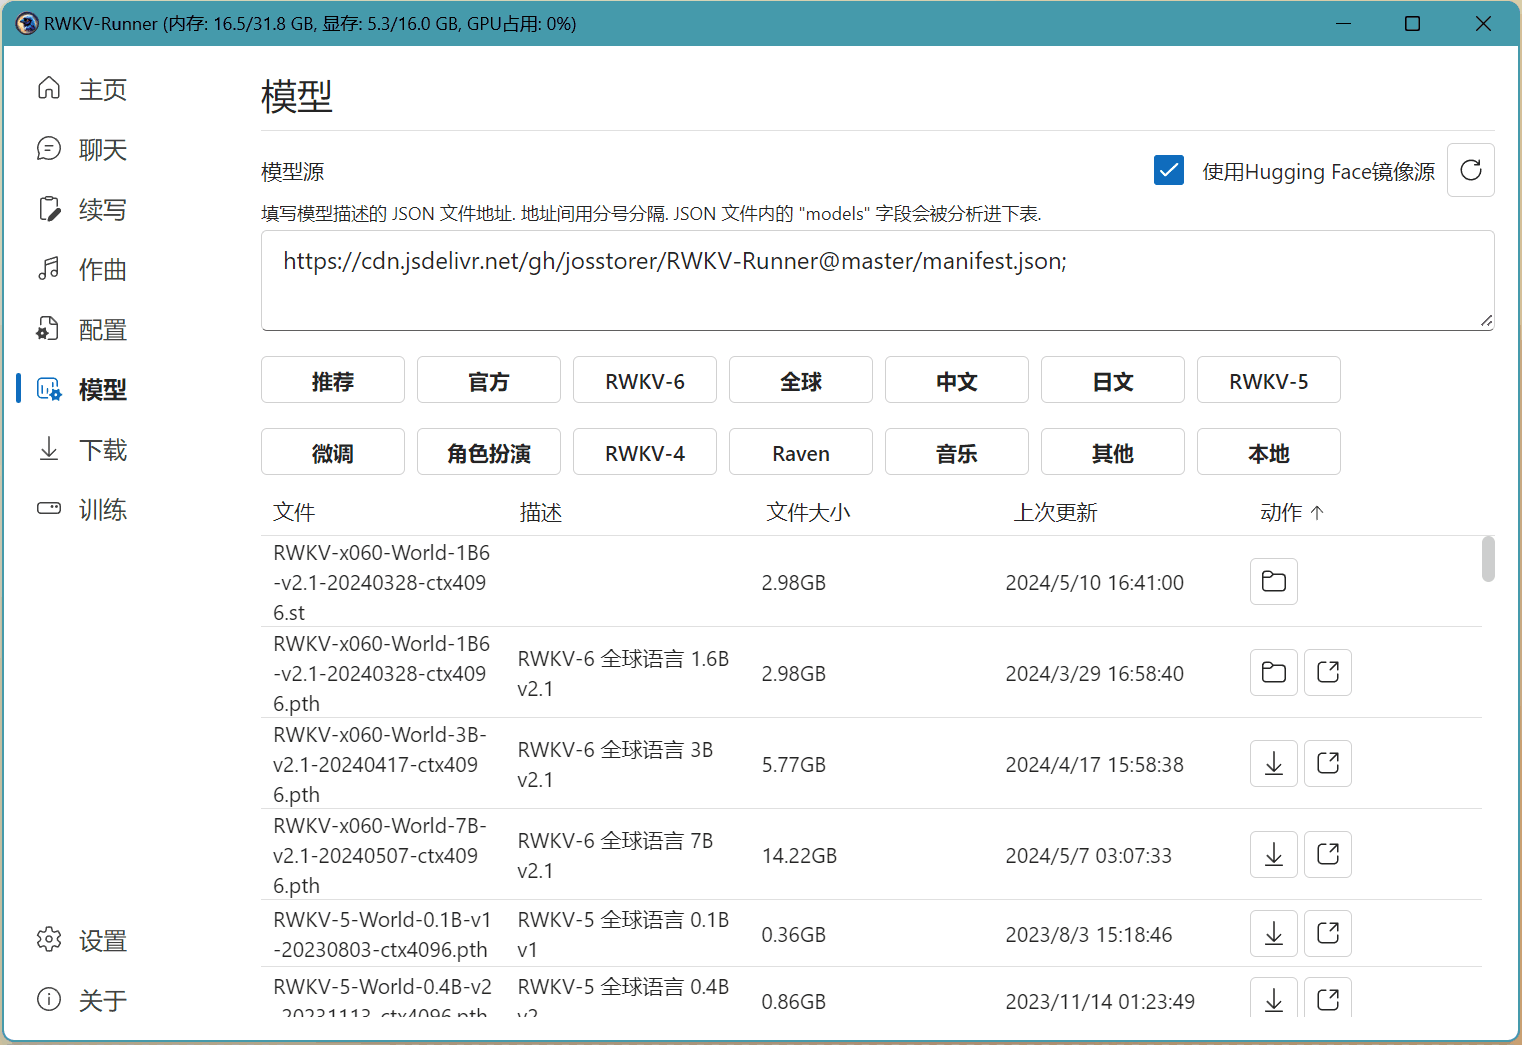 RWKV-Runner (内存: 16.5/31.8 GB, 显存: 5.3/16.0 GB, GPU占用: 0%)
主页
聊天
续写
作曲
配置
模型
下载
训练
设置
关于
模型
模型源
使用Hugging Face镜像源
填写模型描述的 JSON 文件地址. 地址间用分号分隔. JSON 文件内的 "models" 字段会被分析进下表.
https://cdn.jsdelivr.net/gh/josstorer/RWKV-Runner@master/manifest.json;
推荐 官方 RWKV-6 全球 中文 日文 RWKV-5
微调 角色扮演 RWKV-4 Raven 音乐 其他 本地
文件 描述 文件大小 上次更新 动作
RWKV-x060-World-1B6
-v2.1-20240328-ctx409
6.st
2.98GB
2024/5/10 16:41:00
RWKV-x060-World-1B6
-v2.1-20240328-ctx409
6.pth
RWKV-6 全球语言 1.6B
v2.1
2.98GB
2024/3/29 16:58:40
RWKV-x060-World-3B-
v2.1-20240417-ctx409
6.pth
RWKV-6 全球语言 3B
v2.1
5.77GB
2024/4/17 15:58:38
RWKV-x060-World-7B-
v2.1-20240507-ctx409
6.pth
RWKV-6 全球语言 7B
v2.1
14.22GB
2024/5/7 03:07:33
RWKV-5-World-0.1B-v1
-20230803-ctx4096.pth
RWKV-5 全球语言 0.1B
v1
0.36GB
2023/8/3 15:18:46
RWKV-5-World-0.4B-v2
-20231113-ctx4096.pth
RWKV-5 全球语言 0.4B
v2
0.86GB
2023/11/14 01:23:49